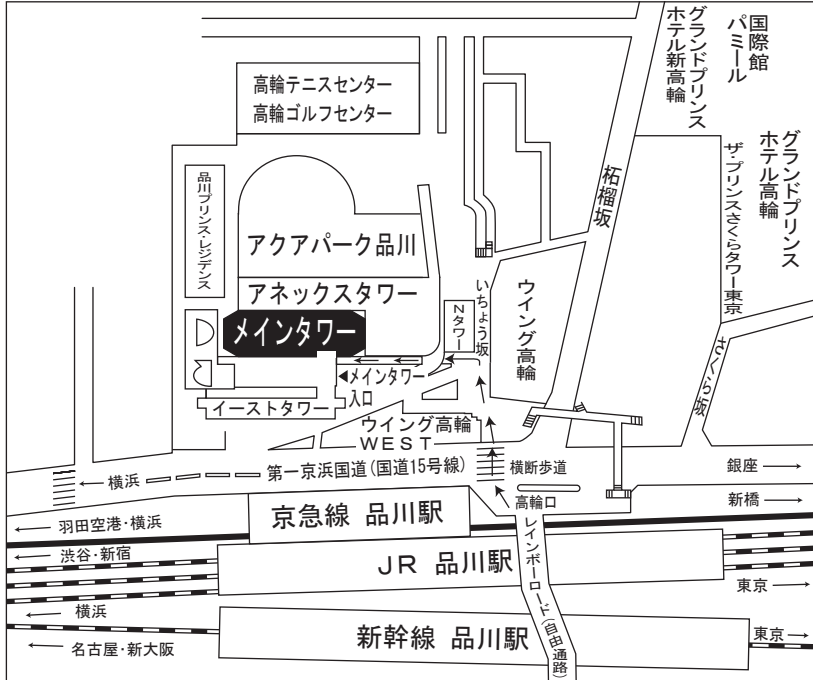 国際館
パミール
グランドプリンス
ホテル新高輪
グランドプリンス
ホテル高輪
ザ・プリンスさくらタワー東京
高輪テニスセンター
高輪ゴルフセンター
柘榴坂
品川プリンス・レジデンス
アクアパーク品川
アネックスタワー
メインタワー
Nタワー
いちょう坂
ウイング高輪
さくら坂
メインタワー
入口
イーストタワー
ウイング高輪
WEST
第一京浜国道(国道15号線)
横断歩道
横浜
銀座
高輪口
新橋
羽田空港・横浜
京急線 品川駅
渋谷・新宿
JR 品川駅
レインボーロード(自由通路)
東京
横浜
新幹線 品川駅
東京
名古屋・新大阪